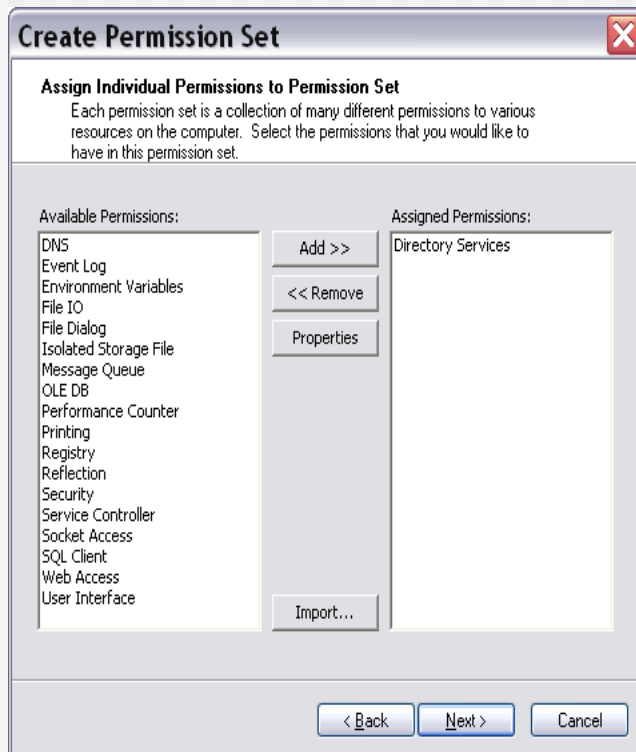 Create Permission Set
Assign Individual Permissions to Permission Set
Each permission set is a collection of many different permissions to various
resources on the computer. Select the permissions that you would like to
have in this permission set.
Available Permissions:
DNS
Event Log
Environment Variables
File IO
File Dialog
Isolated Storage File
Message Queue
OLE DB
Performance Counter
Printing
Registry
Reflection
Security
Service Controller
Socket Access
SQL Client
Web Access
User Interface
Add >>
<< Remove
Properties
Import...
Assigned Permissions:
Directory Services
< Back
Next >
Cancel